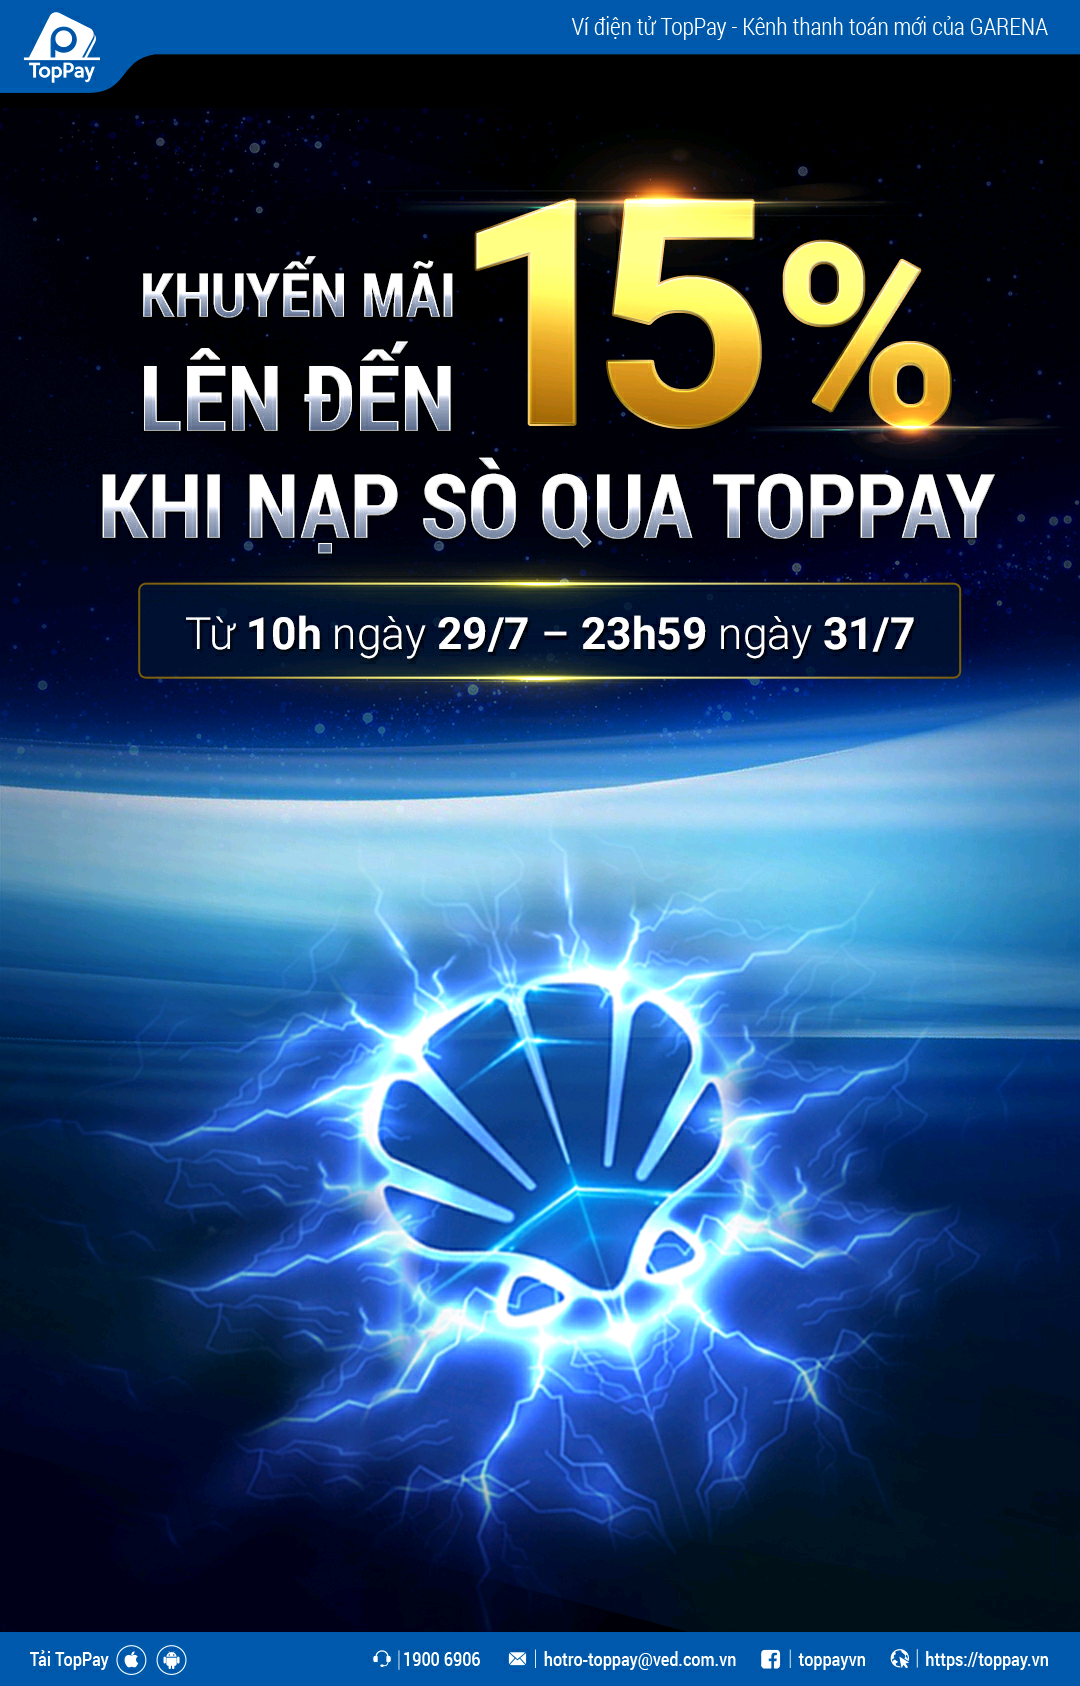 TopPay
Ví điện tử TopPay - Kênh thanh toán mới của GARENA
KHUYẾN MÃI
LÊN ĐẾN
15%
KHI NẠP SÒ QUA TOPPAY
Từ 10h ngày 29/7 – 23h59 ngày 31/7
Tải TopPay
1900 6906
hotro-toppay@ved.com.vn
toppayvn
https://toppay.vn